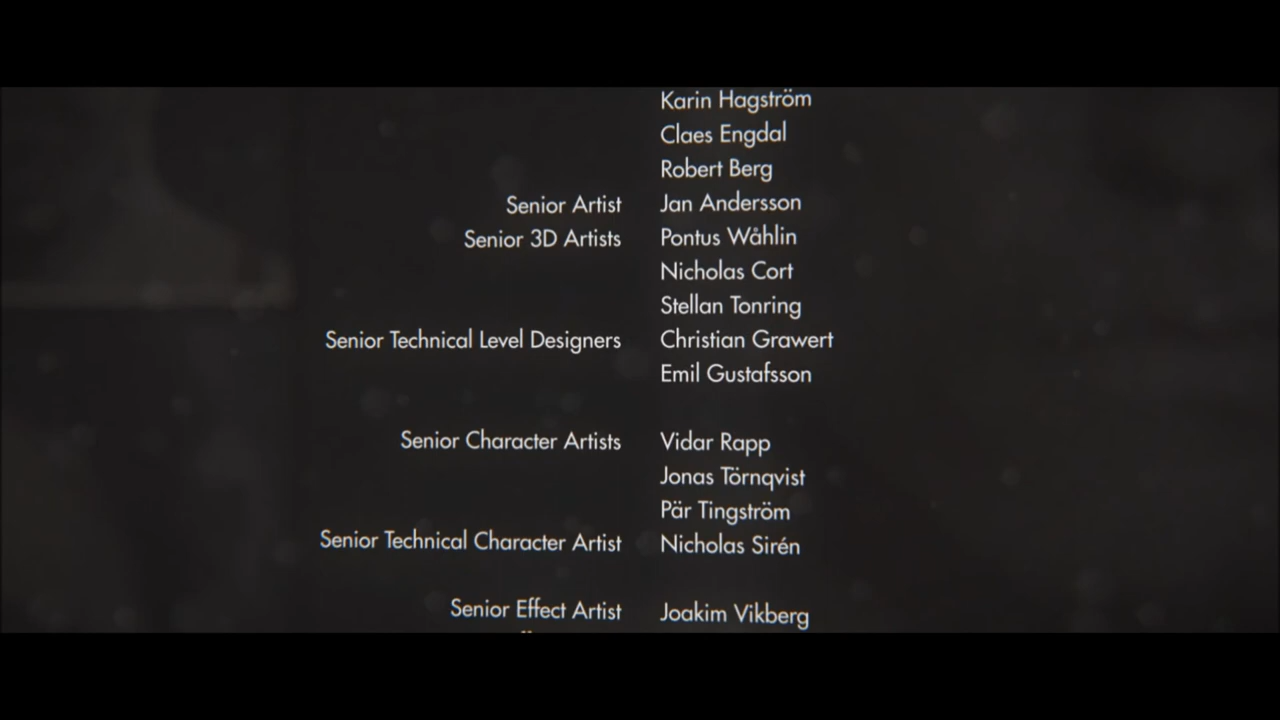 Karin Hagström
Claes Engdal
Robert Berg
Senior Artist Jan Andersson
Senior 3D Artists Pontus Wåhlin
Nicholas Cort
Stellan Tonring
Senior Technical Level Designers Christian Grawert
Emil Gustafsson
Senior Character Artists Vidar Rapp
Jonas Törnqvist
Pär Tingström
Senior Technical Character Artist Nicholas Sirén
Senior Effect Artist Joakim Vikberg